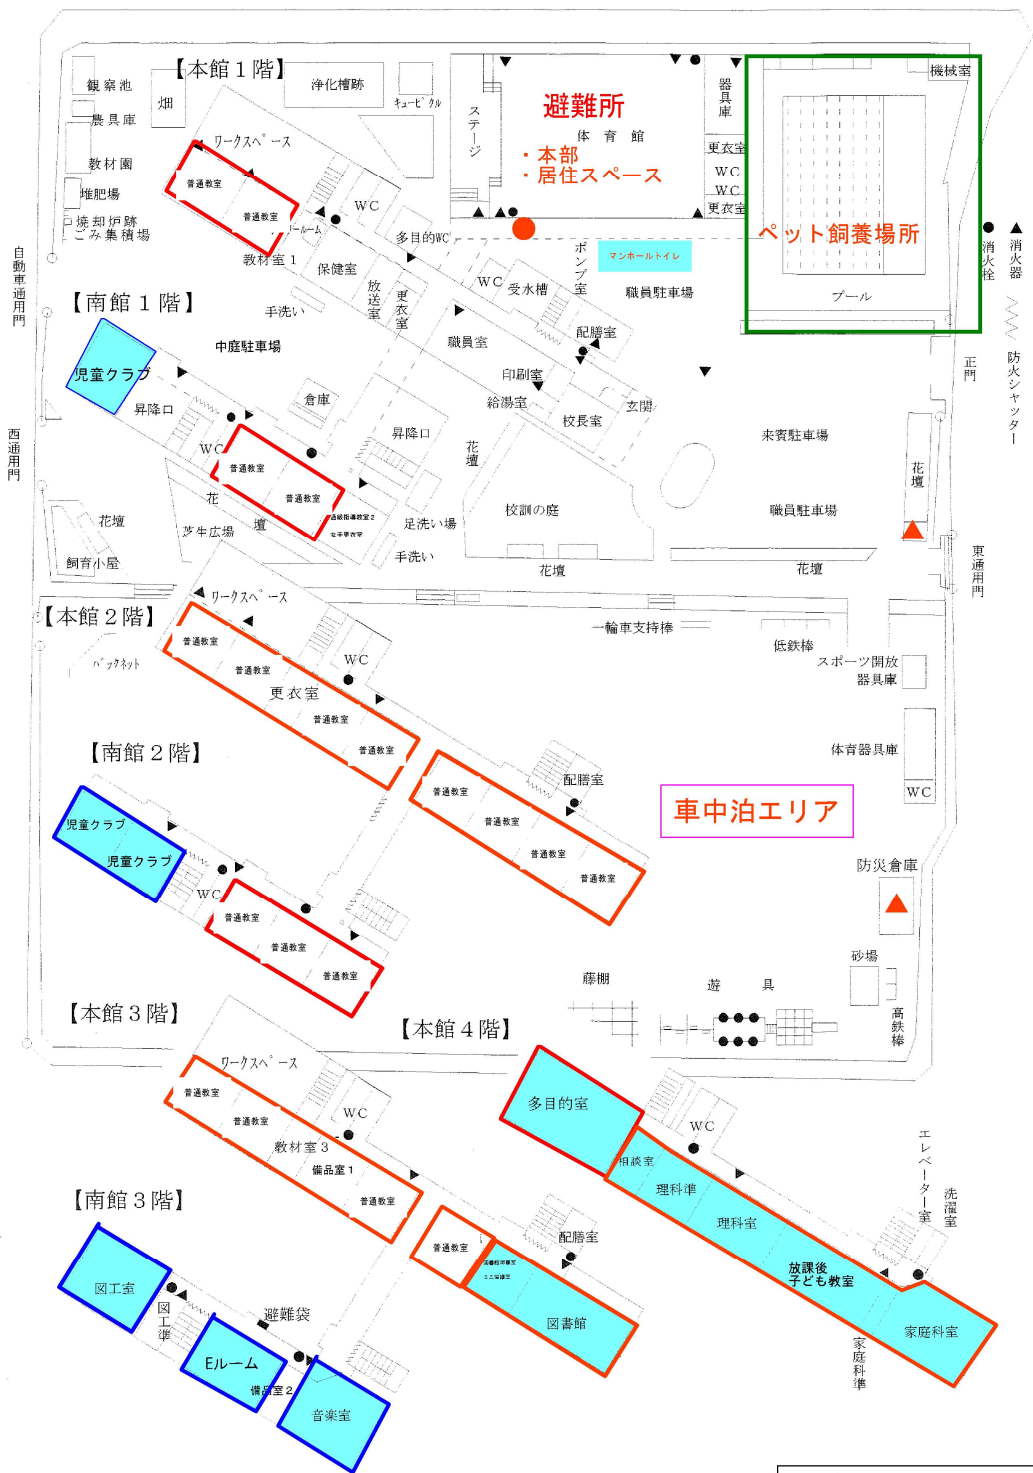 【本館１階】
観察池
畑
農具庫
教材園
堆肥場
焼却炉跡
ごみ集積場
浄化槽跡
キュービクル
ワークスペース
普通教室
普通教室
WC
多目的WC
教材室１
保健室
放送室
更衣室
手洗い
ステージ
避難所
体育館
・本部
・居住スペース
器具庫
更衣室
WC
WC
更衣室
機械室
ペット飼養場所
プール
消火栓
消火器
防火シャッター
自動車通用門
ポンプ室
マンホールトイレ
職員駐車場
WC
受水槽
配膳室
職員室
印刷室
給湯室
校長室
玄関
正門
【南館１階】
中庭駐車場
児童クラブ
昇降口
倉庫
昇降口
WC
普通教室
普通教室
通級指導教室２
女子更衣室
西通用門
花壇
来賓駐車場
花壇
花壇
校訓の庭
職員駐車場
足洗い場
手洗い
花壇
飼育小屋
芝生広場
花壇
花壇
東通用門
【本館２階】
ワークスペース
バックネット
普通教室
普通教室
更衣室
普通教室
普通教室
WC
一輪車支持棒
低鉄棒
スポーツ開放
器具庫
体育器具庫
WC
【南館２階】
普通教室
普通教室
普通教室
普通教室
配膳室
車中泊エリア
児童クラブ
児童クラブ
WC
普通教室
普通教室
普通教室
防災倉庫
砂場
高鉄棒
藤棚
遊具
【本館３階】
ワークスペース
普通教室
普通教室
教材室３
備品室１
普通教室
WC
普通教室
図書館
配膳室
【本館４階】
多目的室
相談室
理科準
理科室
WC
放課後
子ども教室
家庭科準
家庭科室
エレベーター室
洗濯室
【南館３階】
図工室
図工準
避難袋
Eルーム
備品室２
音楽室